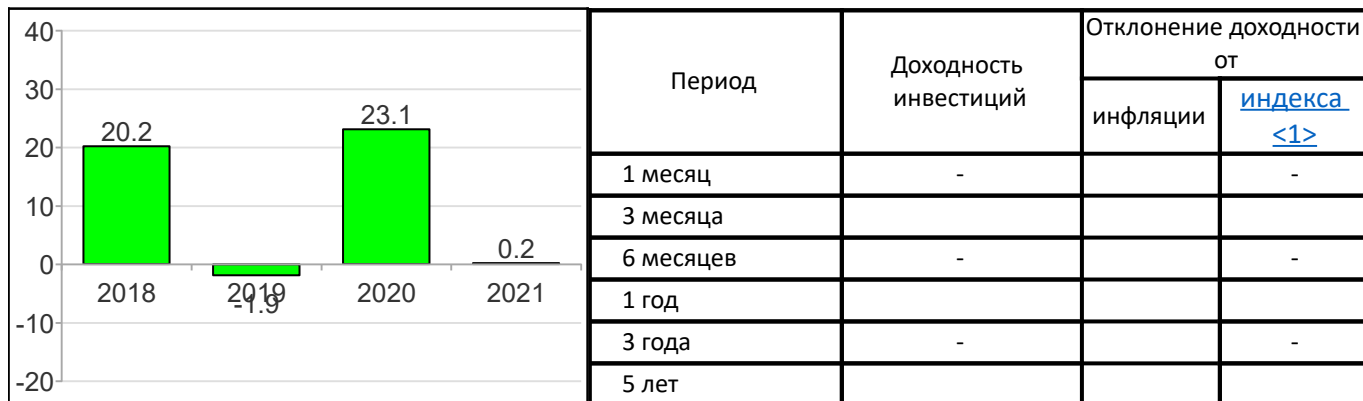 40
30
20
10
0
-10
-20
20.2
-1.9
23.1
0.2
2018
2019
2020
2021
Период
Доходность
инвестиций
Отклонение доходности
от
инфляции
индекса
<1>
1 месяц - -
3 месяца
6 месяцев - -
1 год
3 года - -
5 лет